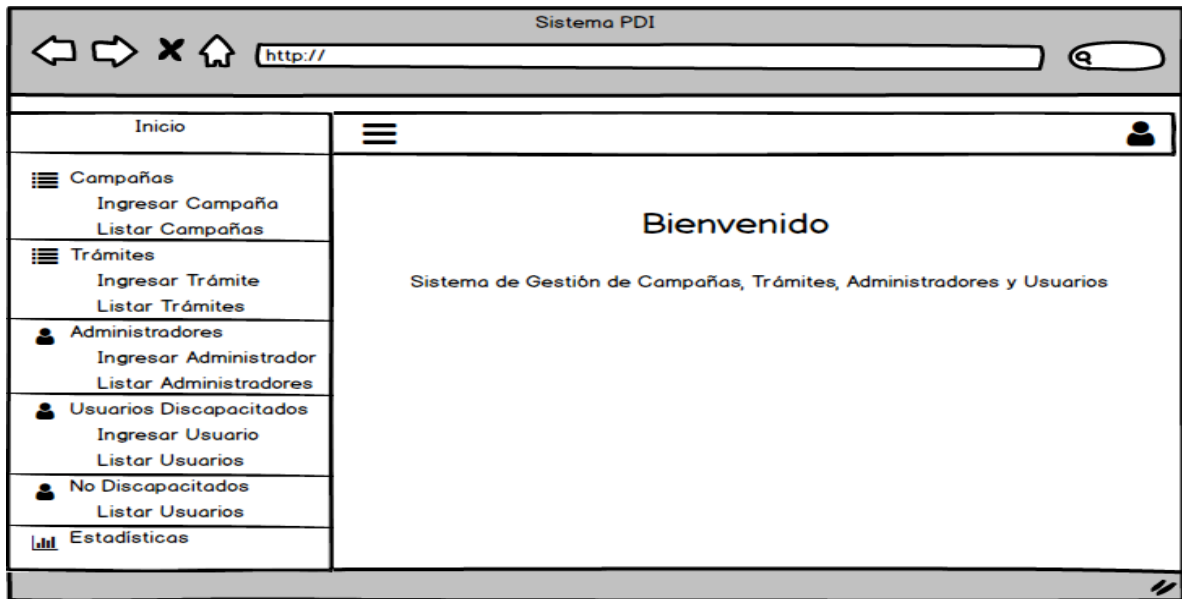 Sistema PDI
http://
Inicio
Campañas
Ingresar Campaña
Listar Campañas
Trámites
Ingresar Trámite
Listar Trámites
Administradores
Ingresar Administrador
Listar Administradores
Usuarios Discapacitados
Ingresar Usuario
Listar Usuarios
No Discapacitados
Listar Usuarios
Estadísticas
Bienvenido
Sistema de Gestión de Campañas, Trámites, Administradores y Usuarios